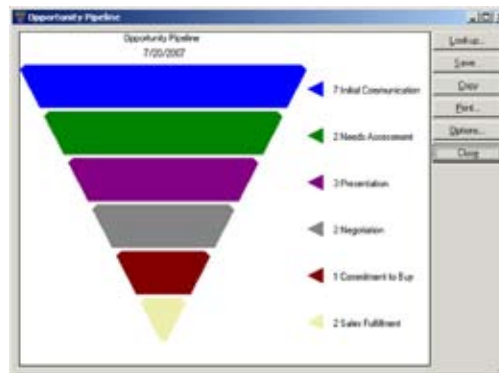 Opportunity Pipeline
Opportunity Pipeline
7/20/2007
7 Initial Communication
2 Needs Assessment
3 Presentation
2 Negotiation
1 Commitment to Buy
2 Sales Fulfillment
Lookup...
Save...
Copy
Print...
Options...
Close